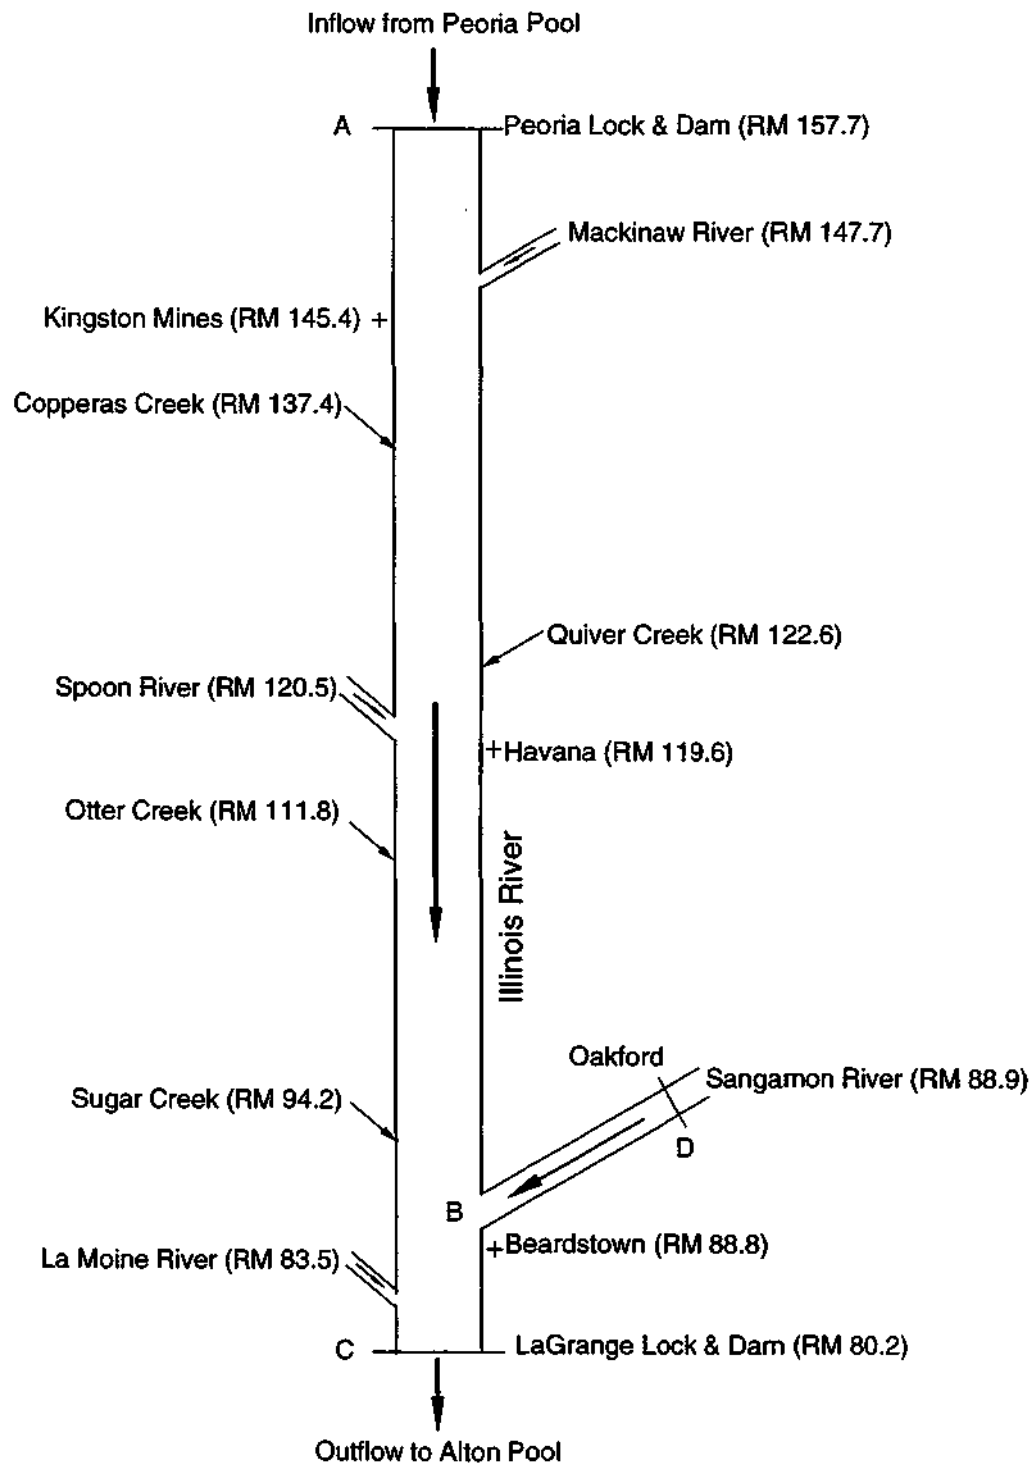 Inflow from Peoria Pool
A
Peoria Lock & Dam (RM 157.7)
Mackinaw River (RM 147.7)
Kingston Mines (RM 145.4) +
Copperas Creek (RM 137.4)
Quiver Creek (RM 122.6)
Spoon River (RM 120.5)
+Havana (RM 119.6)
Otter Creek (RM 111.8)
Illinois River
Oakford
Sangamon River (RM 88.9)
Sugar Creek (RM 94.2)
D
B
+Beardstown (RM 88.8)
La Moine River (RM 83.5)
C
LaGrange Lock & Dam (RM 80.2)
Outflow to Alton Pool